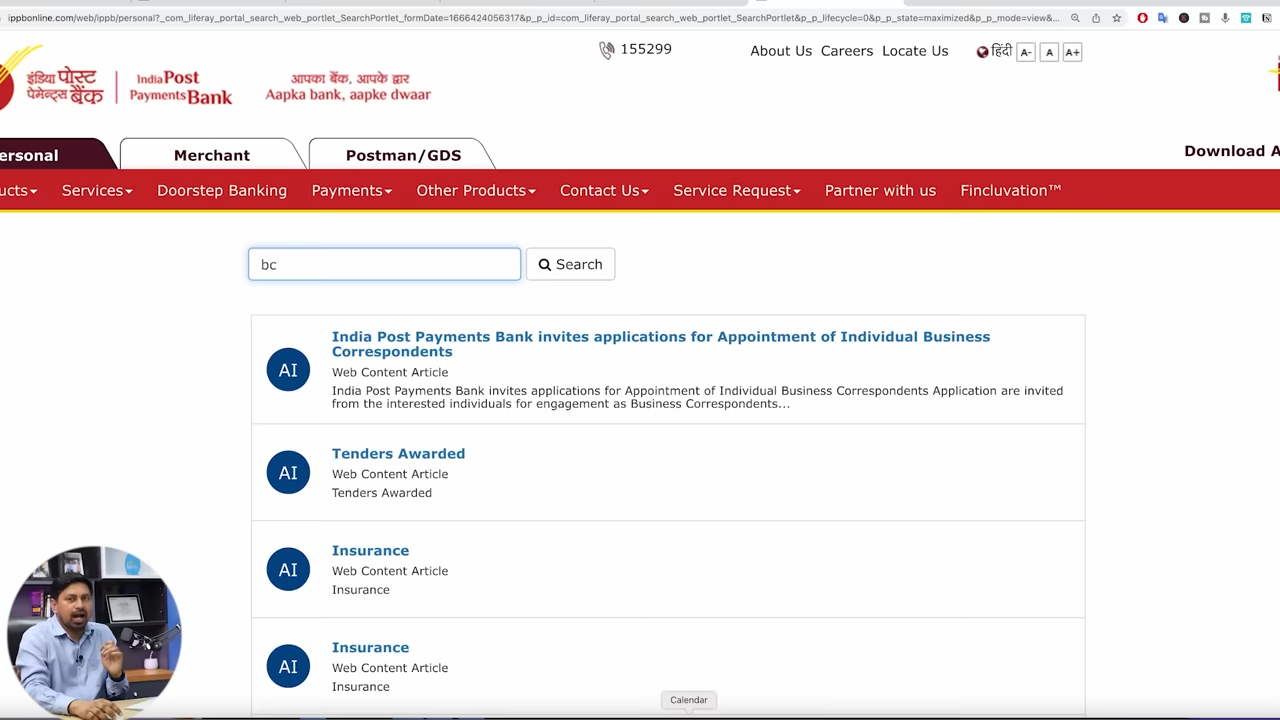 ippbonline.com/web/ippb/personal?_com_liferay_portal_search_web_portlet_SearchPortlet_formDate=1666424056317&p_p_id=com_liferay_portal_search_web_portlet_SearchPortlet&p_p_lifecycle=0&p_p_state=maximized&p_p_mode=view&...
155299
About Us Careers Locate Us हिंदी A- A A+
इंडिया पोस्ट
पेमेन्ट्स बैंक
India Post
Payments Bank
आपका बैंक, आपके द्वार
Aapka bank, aapke dwaar
ersonal Merchant Postman/GDS Download A
ucts Services Doorstep Banking Payments Other Products Contact Us Service Request Partner with us Fincluvation™
bc Search
AI
India Post Payments Bank invites applications for Appointment of Individual Business
Correspondents
Web Content Article
India Post Payments Bank invites applications for Appointment of Individual Business Correspondents Application are invited
from the interested individuals for engagement as Business Correspondents...
AI
Tenders Awarded
Web Content Article
Tenders Awarded
AI
Insurance
Web Content Article
Insurance
AI
Insurance
Web Content Article
Insurance
Calendar